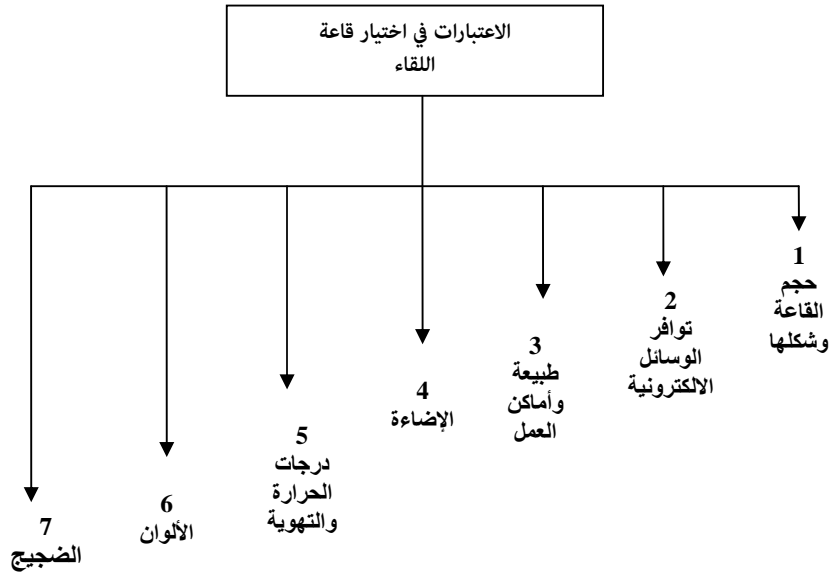 الاعتبارات في اختيار قاعة
اللقاء
1
حجم
القاعة
وشكلها
2
توافر
الوسائل
الالكترونية
3
طبيعة
وأماكن
العمل
4
الإضاءة
5
درجات
الحرارة
والتهوية
6
الألوان
7
الضجيج